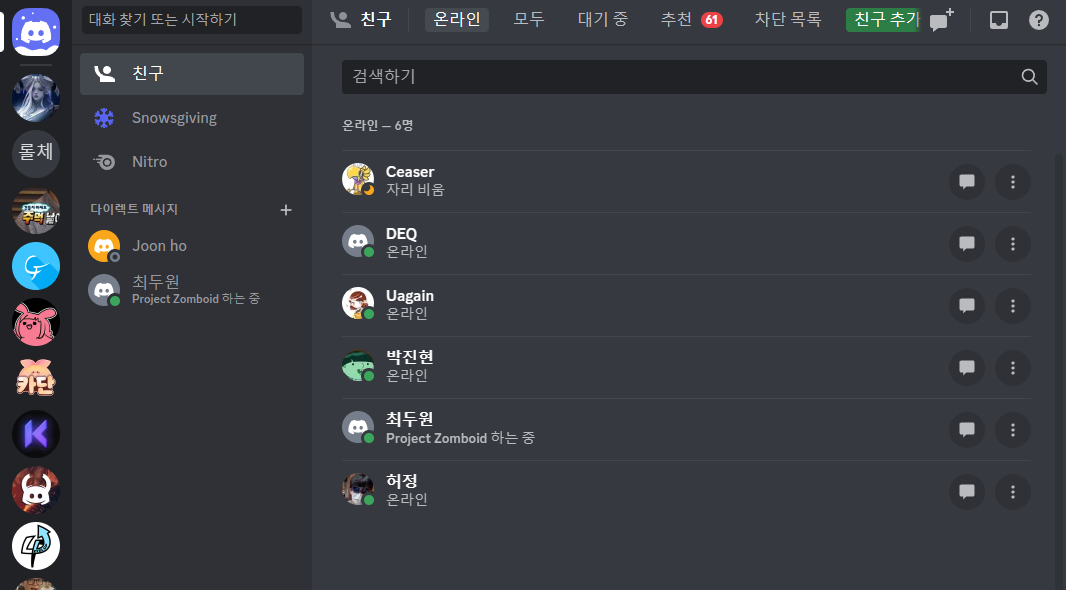 대화 찾기 또는 시작하기
친구
온라인
모두
대기 중
추천 61
차단 목록
친구 추가
친구
Snowsgiving
Nitro
다이렉트 메시지
Joon ho
최두원
Project Zomboid 하는 중
롤체
주먹
카단
검색하기
온라인 — 6명
Ceaser
자리 비움
DEQ
온라인
Uagain
온라인
박진현
온라인
최두원
Project Zomboid 하는 중
허정
온라인